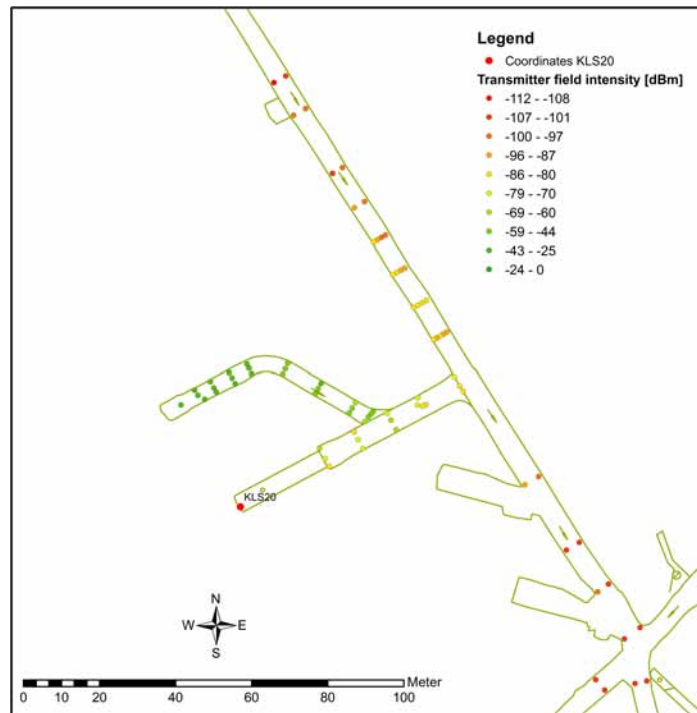 Legend
Coordinates KLS20
Transmitter field intensity [dBm]
-112 - -108
-107 - -101
-100 - -97
-96 - -87
-86 - -80
-79 - -70
-69 - -60
-59 - -44
-43 - -25
-24 - 0
KLS20
N
W E
S
Meter
0 10 20 40 60 80 100